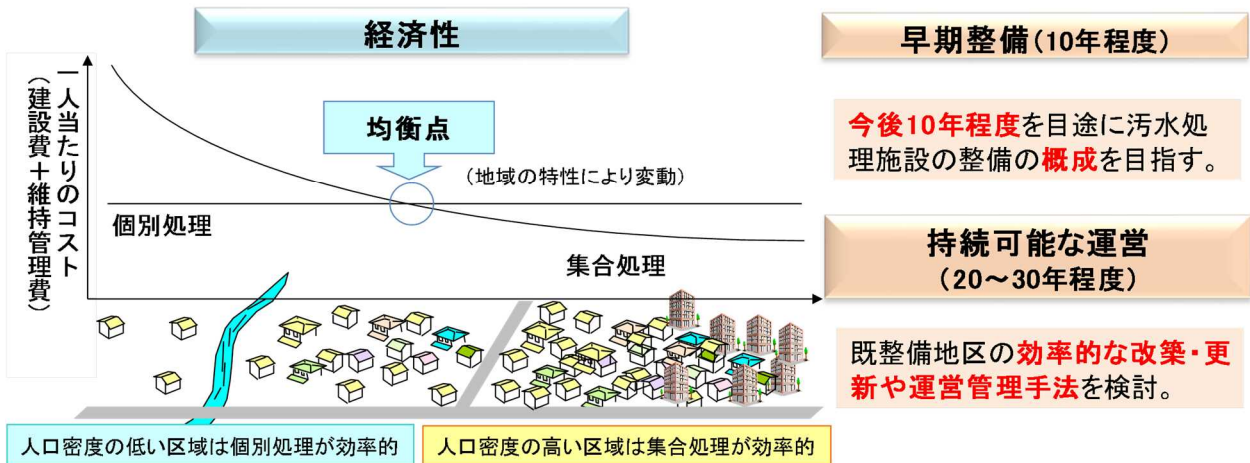 経済性
一人当たりのコスト
（建設費＋維持管理費）
均衡点
（地域の特性により変動）
個別処理
集合処理
人口密度の低い区域は個別処理が効率的
人口密度の高い区域は集合処理が効率的
早期整備（10年程度）
今後10年程度を目途に汚水処
理施設の整備の概成を目指す。
持続可能な運営
（20～30年程度）
既整備地区の効率的な改築・更
新や運営管理手法を検討。